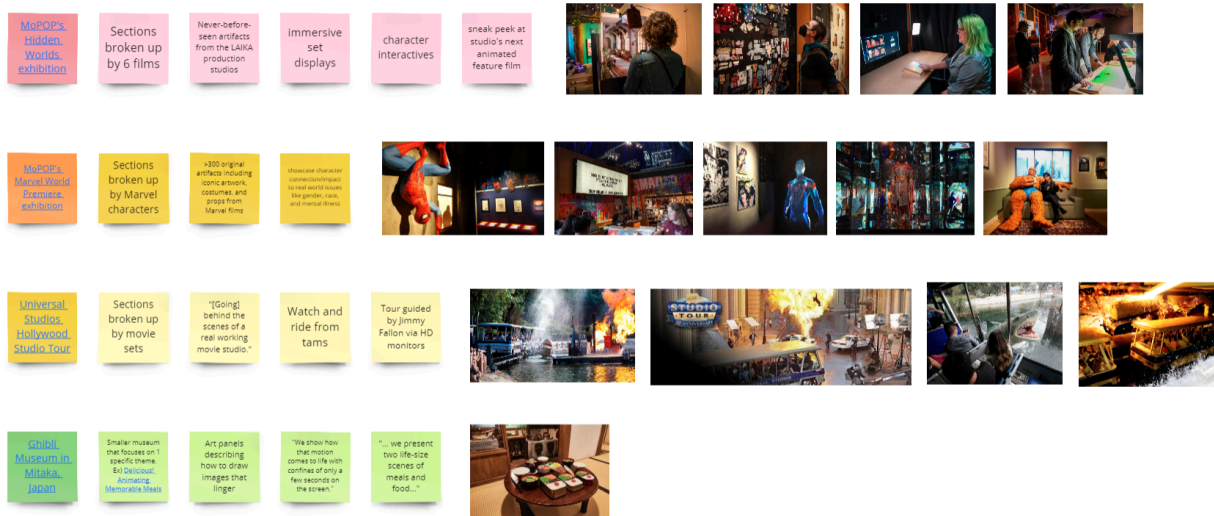 MoPOP's
Hidden
Worlds
exhibition
Sections
broken up
by 6 films
Never-before-
seen artifacts
from the LAIKA
production
studios
immersive
set
displays
character
interactives
sneak peek at
studio's next
animated
feature film
MoPOP's
Marvel World
Premiere
exhibition
Sections
broken up
by Marvel
characters
>300 original
artifacts including
iconic artwork,
costumes, and
props from
Marvel films
showcase character
connection/impact
to real world issues
like gender, race,
and mental illness
Universal
Studios
Hollywood
Studio Tour
Sections
broken up
by movie
sets
"[Going]
behind the
scenes of a
real working
movie studio."
Watch and
ride from
tams
Tour guided
by Jimmy
Fallon via HD
monitors
STUDIO
TOUR
Ghibli
Museum in
Mitaka,
Japan
Smaller museum
that focuses on 1
specific theme.
Ex) Delicious!
Animating
Memorable Meals
Art panels
describing
how to draw
images that
linger
"We show how
that motion
comes to life with
confines of only a
few seconds on
the screen."
"... we present
two life-size
scenes of
meals and
food..."